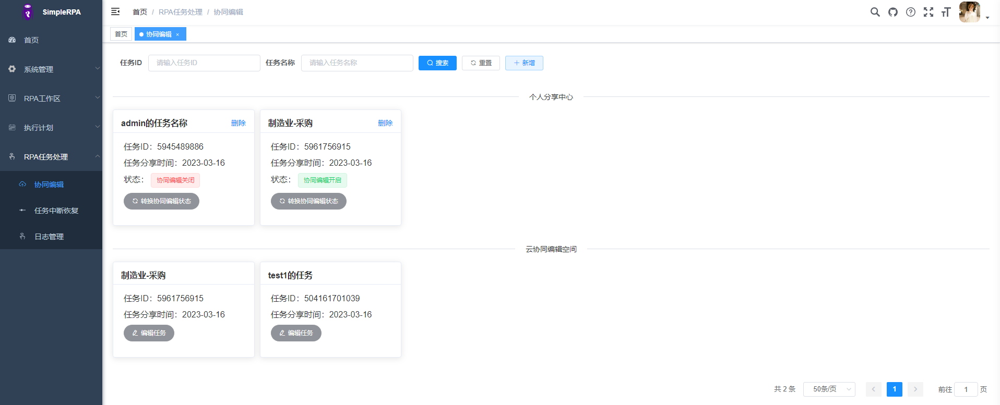 SimpleRPA
首页
系统管理
RPA工作区
执行计划
RPA任务处理
协同编辑
任务中断恢复
日志管理
首页 / RPA任务处理 / 协同编辑
首页 协同编辑 ×
任务ID 请输入任务ID 任务名称 请输入任务名称 搜索 重置 新增
个人分享中心
admin的任务名称 删除
任务ID：5945489886
任务分享时间：2023-03-16
状态： 协同编辑关闭
转换协同编辑状态
制造业-采购 删除
任务ID：5961756915
任务分享时间：2023-03-16
状态： 协同编辑开启
转换协同编辑状态
云协同编辑空间
制造业-采购
任务ID：5961756915
任务分享时间：2023-03-16
编辑任务
test1的任务
任务ID：504161701039
任务分享时间：2023-03-16
编辑任务
共 2 条 50条/页 1 前往 1 页